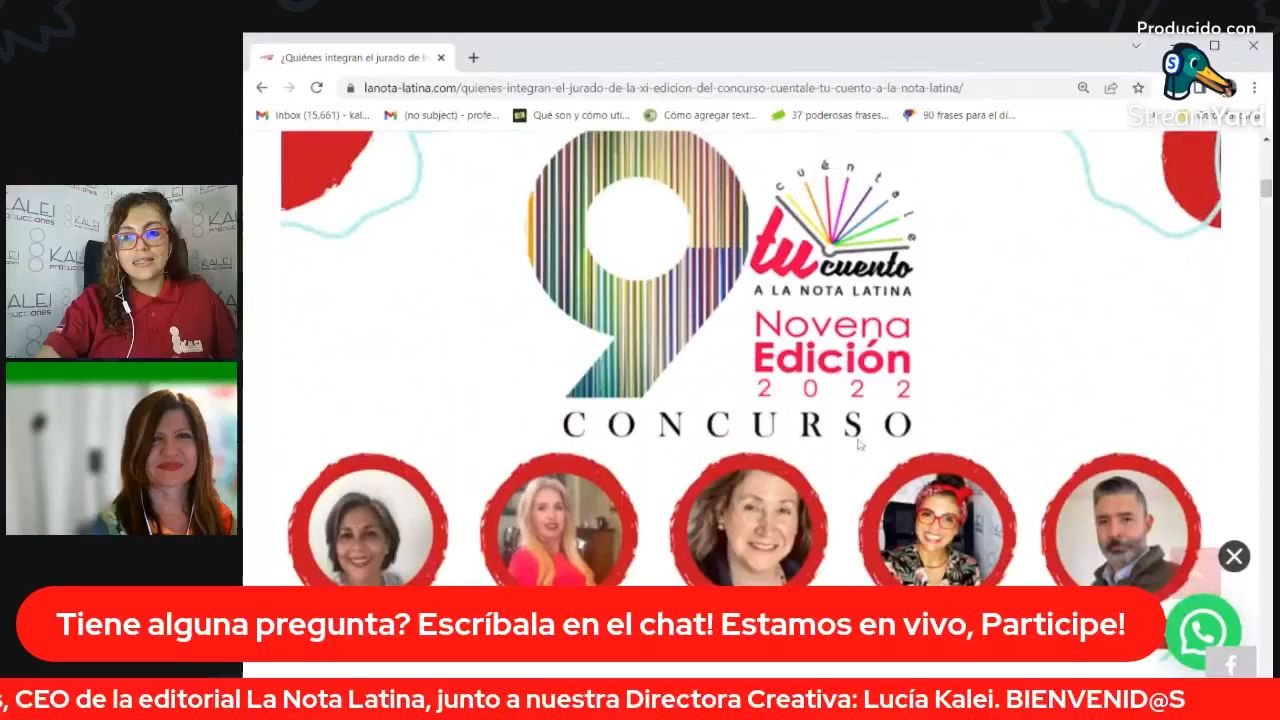 Producido con
StreamYard
¿Quiénes integran el jurado de
lanota-latina.com/quienes-integran-el-jurado-de-la-xi-edicion-del-concurso-cuentale-tu-cuento-a-la-nota-latina/
Inbox (15,661) - kal...
(no subject) - profe...
Qué son y cómo uti...
Cómo agregar text...
37 poderosas frases...
90 frases para el dí...
9
cuéntale
tu
cuento
A LA NOTA LATINA
Novena
Edición
2022
CONCURSO
KALEI
Producciones
Tiene alguna pregunta? Escríbala en el chat! Estamos en vivo, Participe!
s, CEO de la editorial La Nota Latina, junto a nuestra Directora Creativa: Lucía Kalei. BIENVENID@S